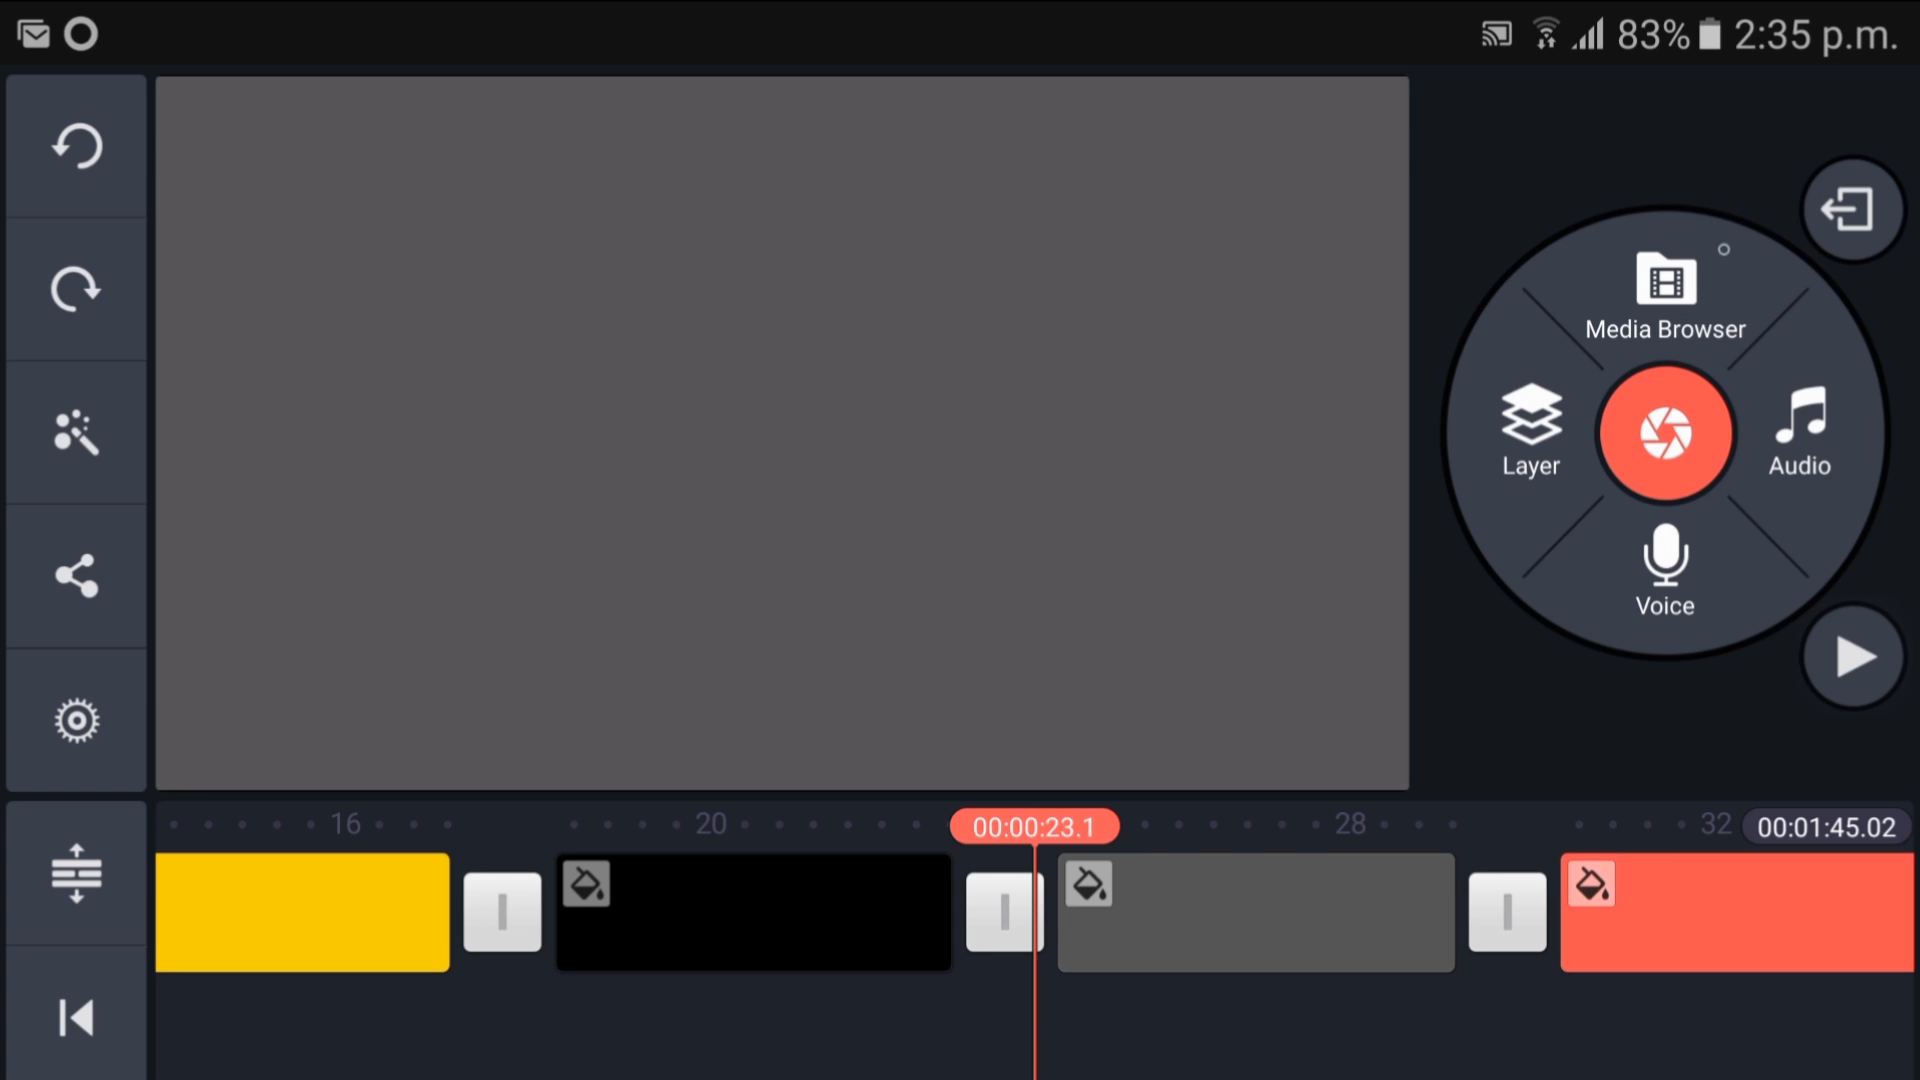 83% 2:35 p.m.
Media Browser
Layer
Audio
Voice
16
20
00:00:23.1
28
32
00:01:45.02